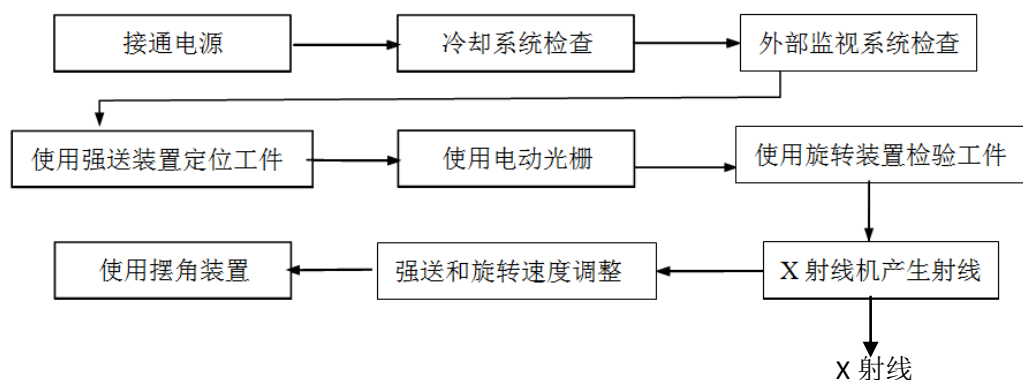 接通电源
冷却系统检查
外部监视系统检查
使用强送装置定位工件
使用电动光栅
使用旋转装置检验工件
使用摆角装置
强送和旋转速度调整
X 射线机产生射线
X 射线